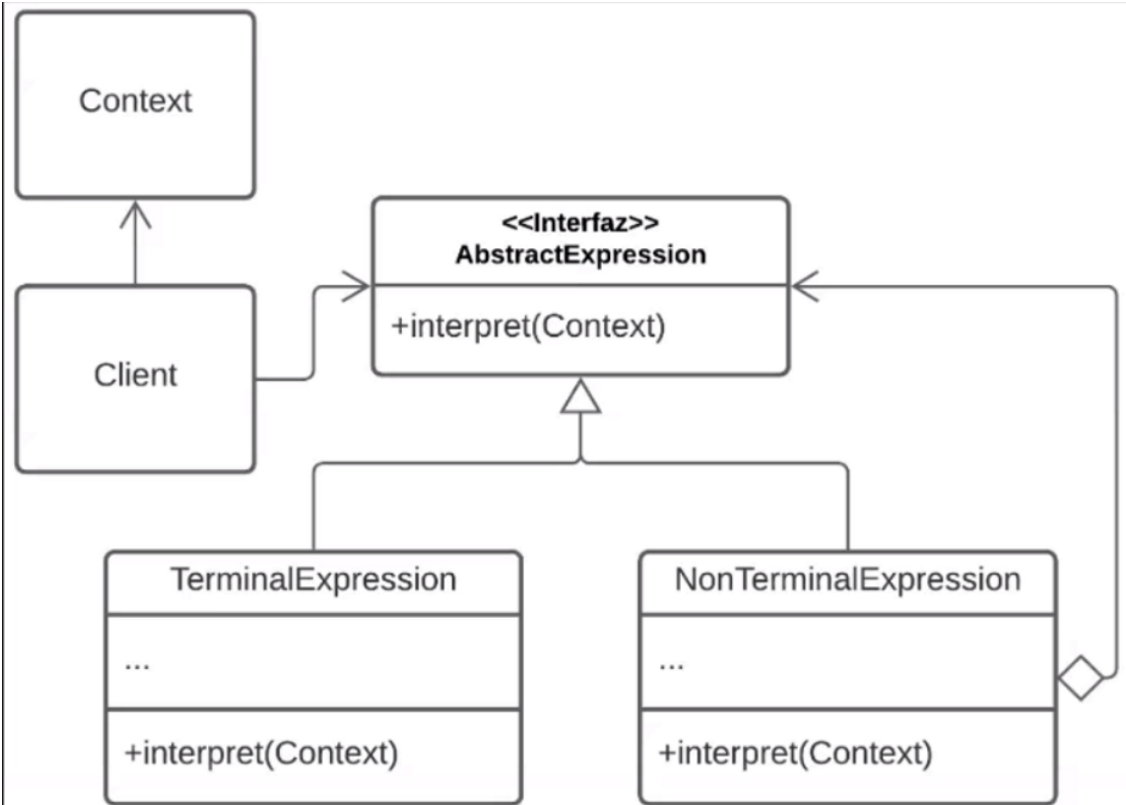 Context
<<Interfaz>>
AbstractExpression
+interpret(Context)
Client
TerminalExpression
...
+interpret(Context)
NonTerminalExpression
...
+interpret(Context)